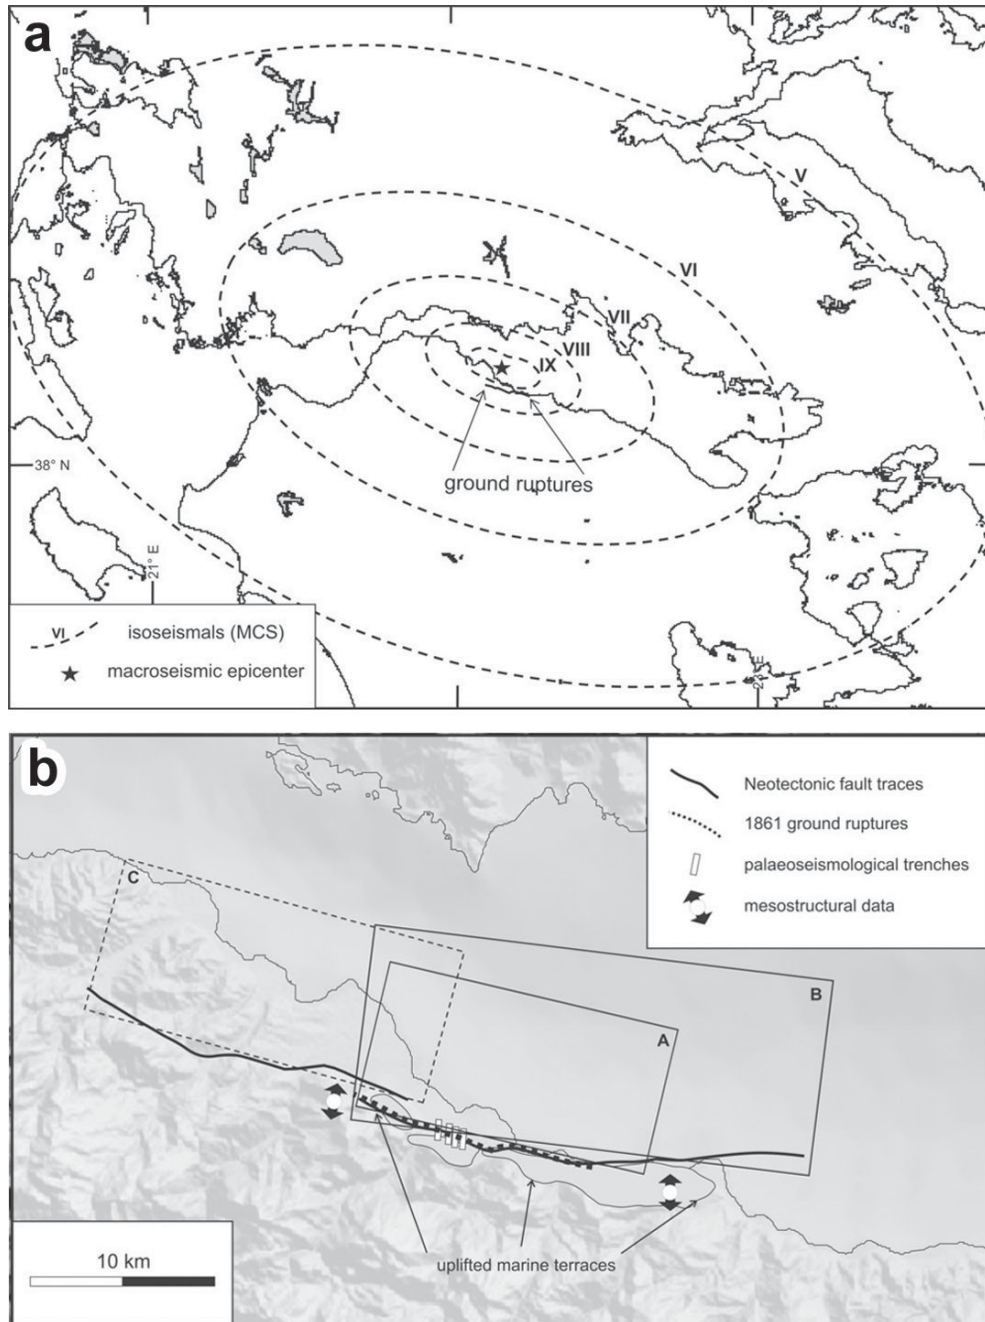 a
V
VI
VII
VIII
IX
ground ruptures
38° N
21° E
23° E
VI isoseismals (MCS)
macroseismic epicenter
b
Neotectonic fault traces
1861 ground ruptures
palaeoseismological trenches
mesostructural data
C
B
A
uplifted marine terraces
10 km